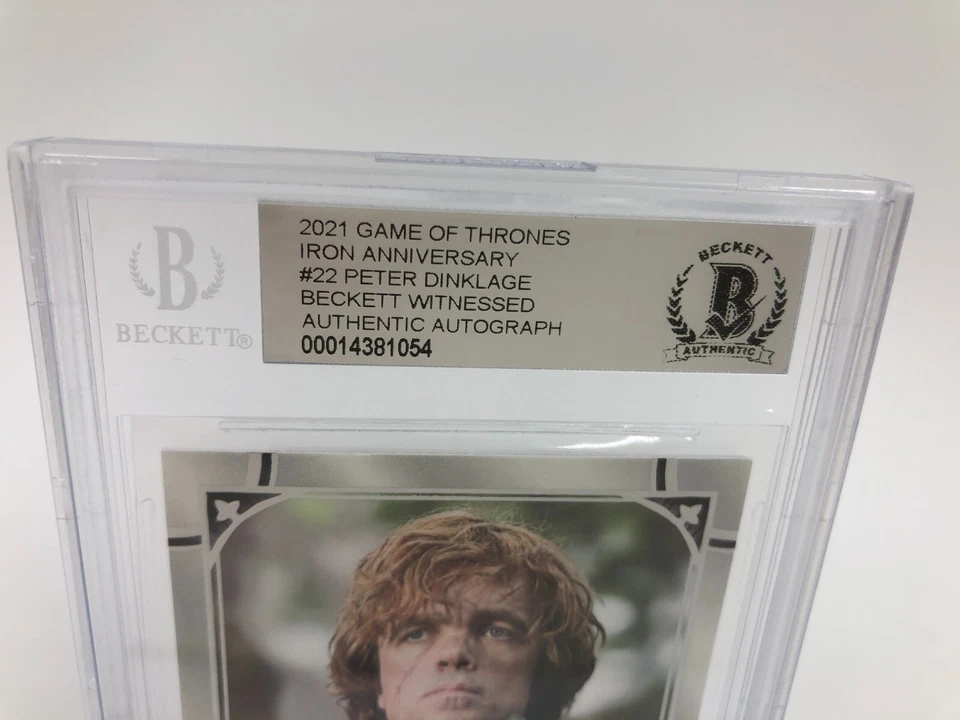 B
BECKETT®
2021 GAME OF THRONES
IRON ANNIVERSARY
#22 PETER DINKLAGE
BECKETT WITNESSED
AUTHENTIC AUTOGRAPH
00014381054
BECKETT
B
AUTHENTIC